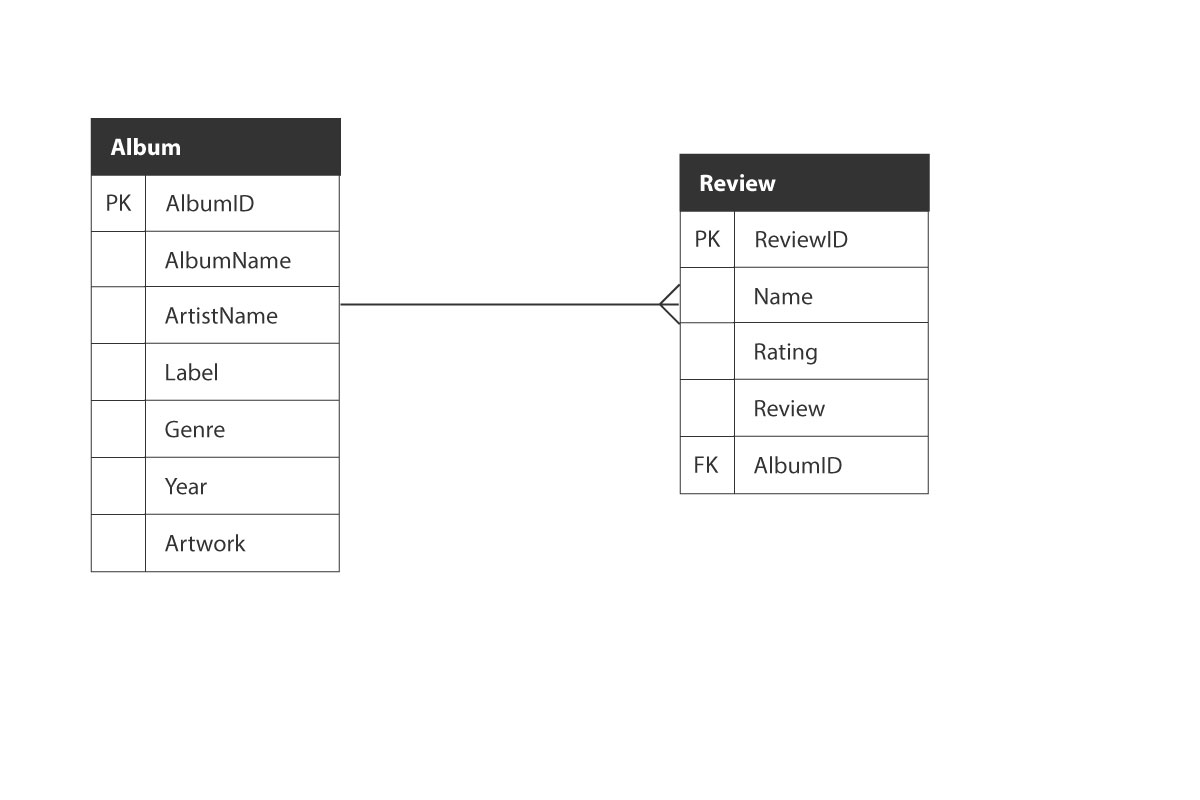 Album
PK AlbumID
AlbumName
ArtistName
Label
Genre
Year
Artwork
Review
PK ReviewID
Name
Rating
Review
FK AlbumID